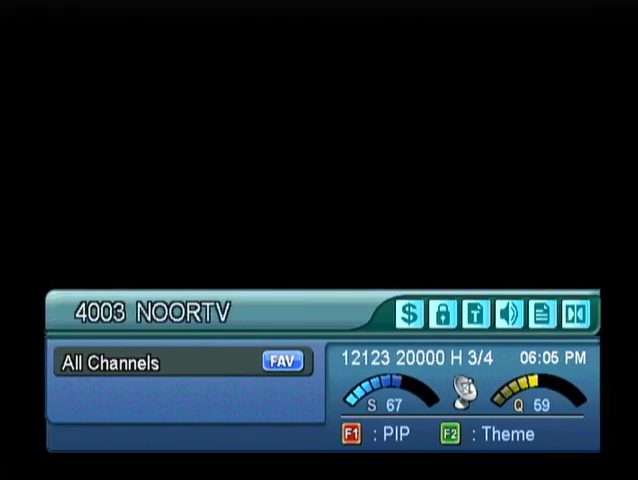 4003 NOORTV
All Channels FAV
12123 20000 H 3/4 06:05 PM
S 67 Q 59
F1 : PIP F2 : Theme